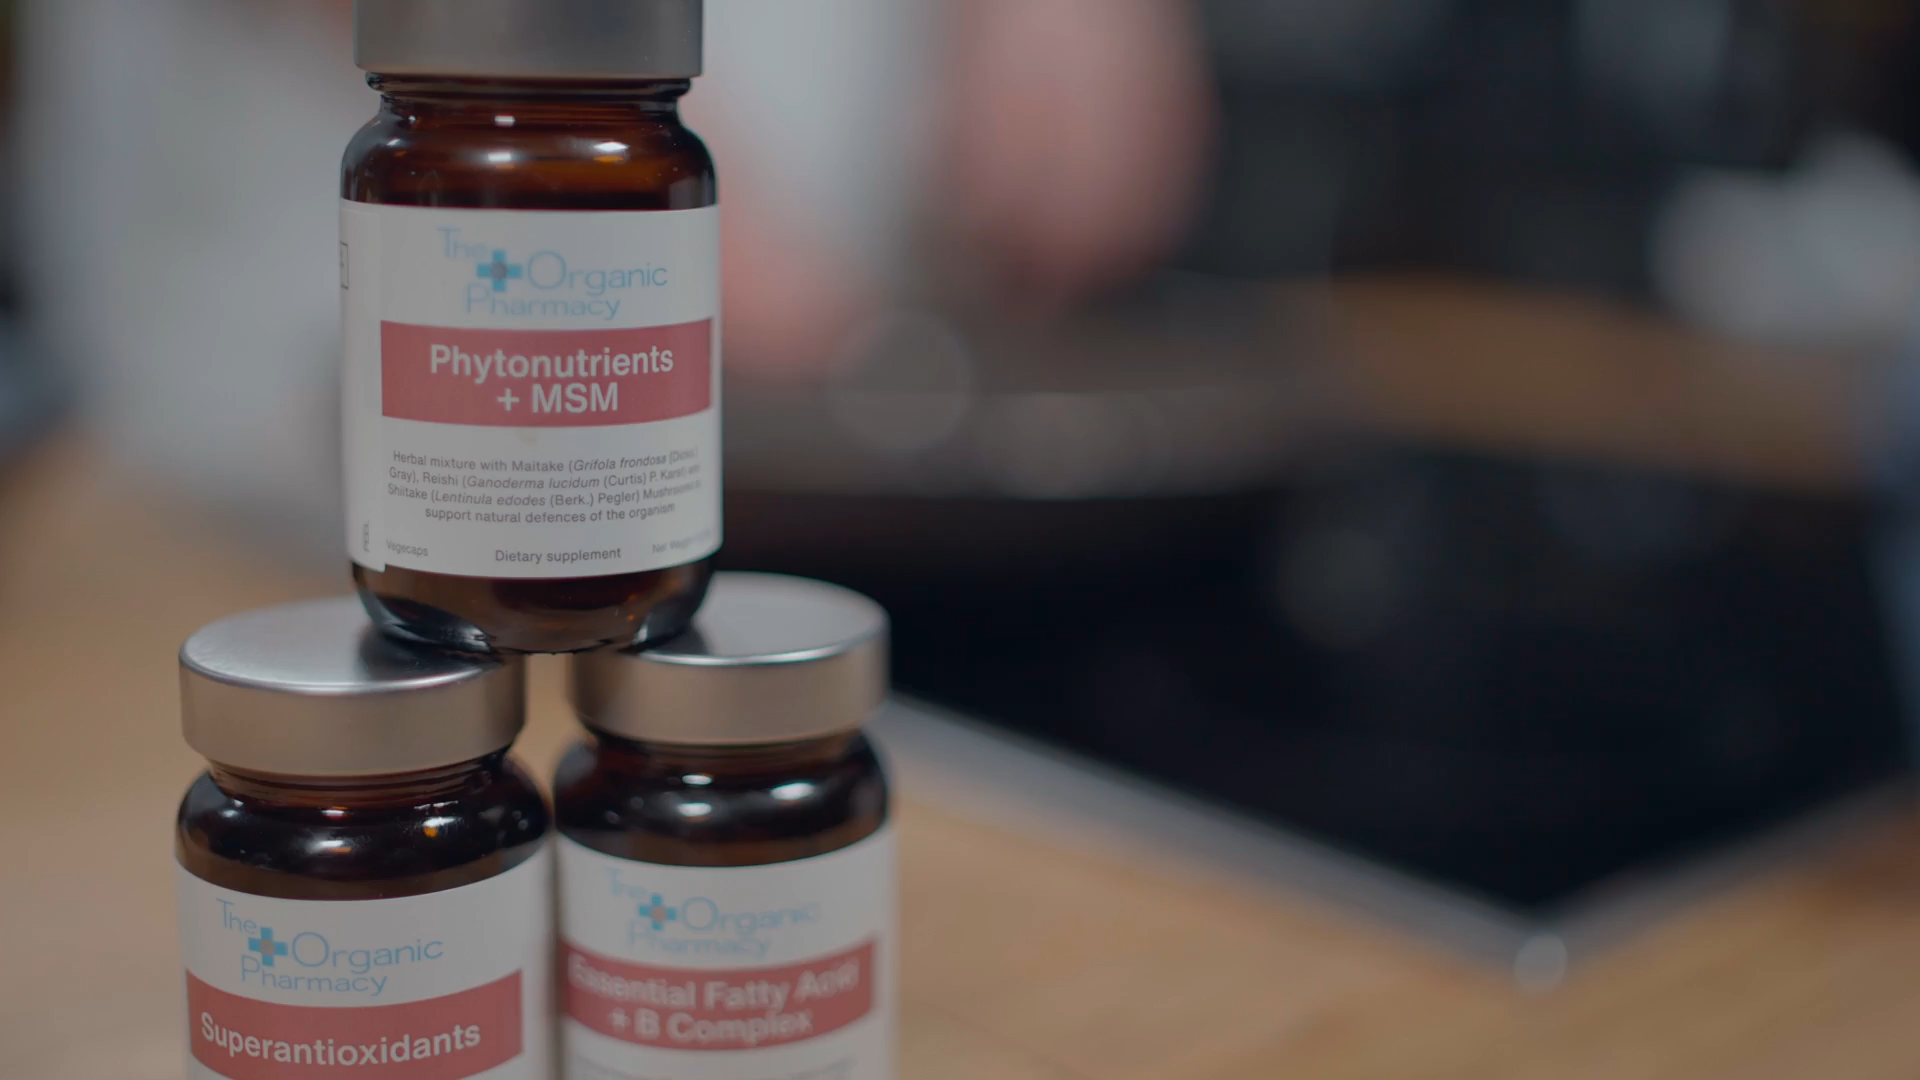 The
Organic
Pharmacy
Phytonutrients
+ MSM
Herbal mixture with Maitake (Grifola frondosa (Dicks.)
Gray), Reishi (Ganoderma lucidum (Curtis) P. Karst) and
Shiitake (Lentinula edodes (Berk.) Pegler) Mushrooms to
support natural defences of the organism
PEEL
Vegecaps Dietary supplement Net Weight
The
Organic
Pharmacy
Superantioxidants
The
Organic
Pharmacy
Essential Fatty Acid
+ B Complex